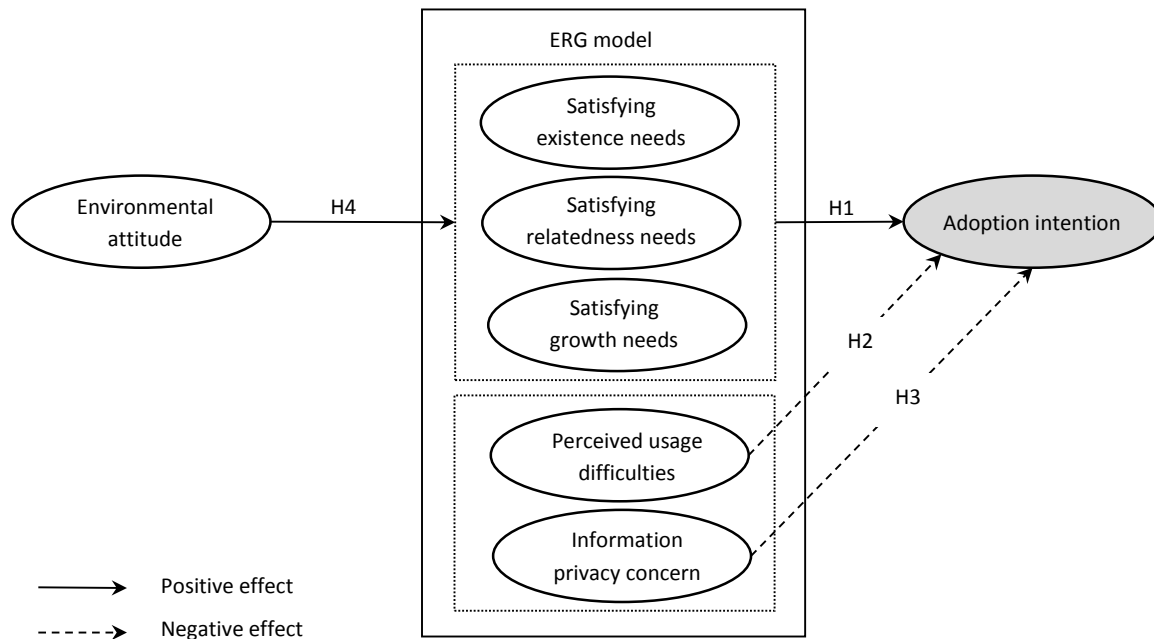 ERG model
Satisfying
existence needs
Environmental
attitude
H4
Satisfying
relatedness needs
H1
Adoption intention
Satisfying
growth needs
H2
H3
Perceived usage
difficulties
Information
privacy concern
Positive effect
Negative effect